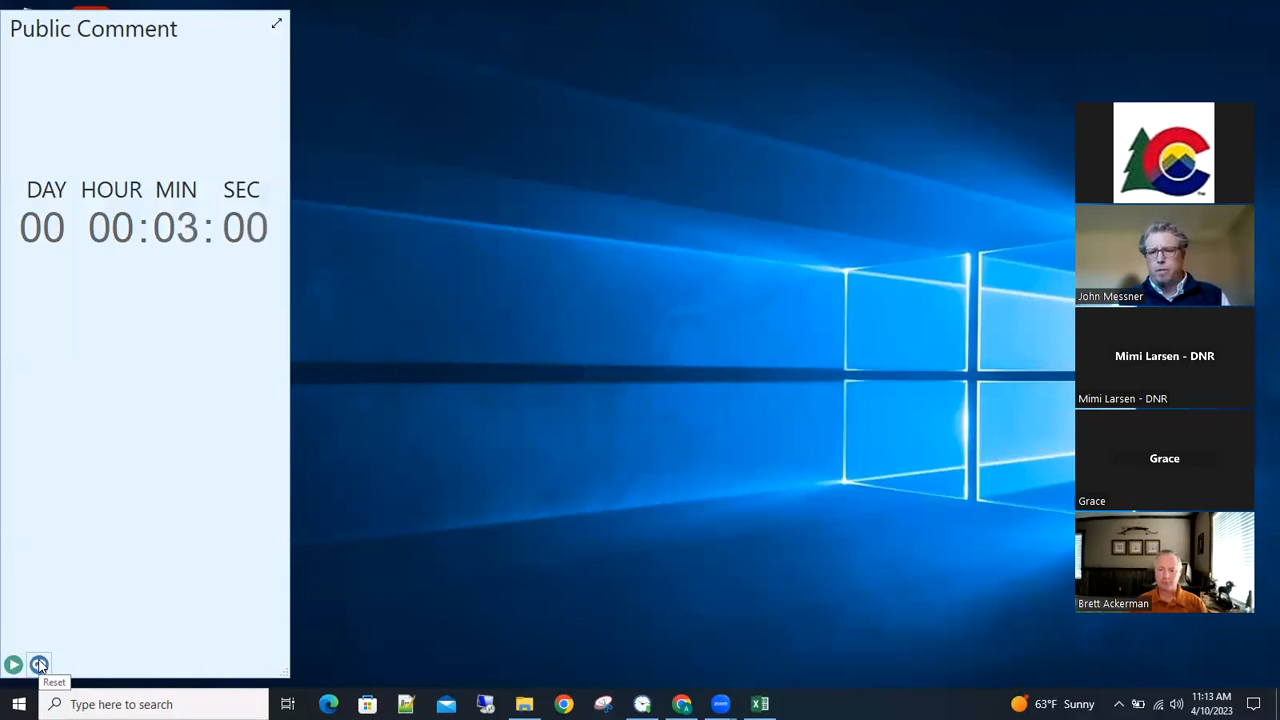 Public Comment
DAY HOUR MIN SEC
00 00:03:00
Reset
John Messner
Mimi Larsen - DNR
Mimi Larsen - DNR
Grace
Grace
Brett Ackerman
Type here to search
zoom
63°F Sunny
11:13 AM
4/10/2023